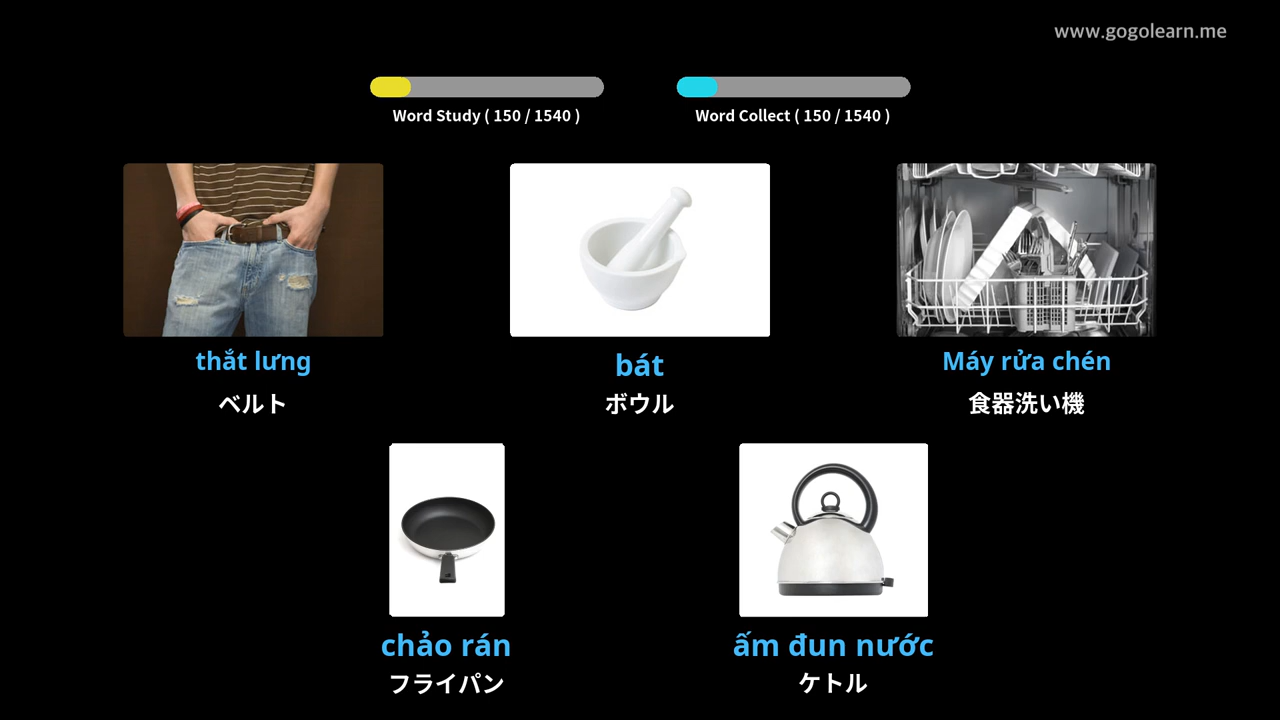 www.gogolearn.me
Word Study ( 150 / 1540 )
Word Collect ( 150 / 1540 )
thắt lưng
ベルト
bát
ボウル
Máy rửa chén
食器洗い機
chảo rán
フライパン
ấm đun nước
ケトル